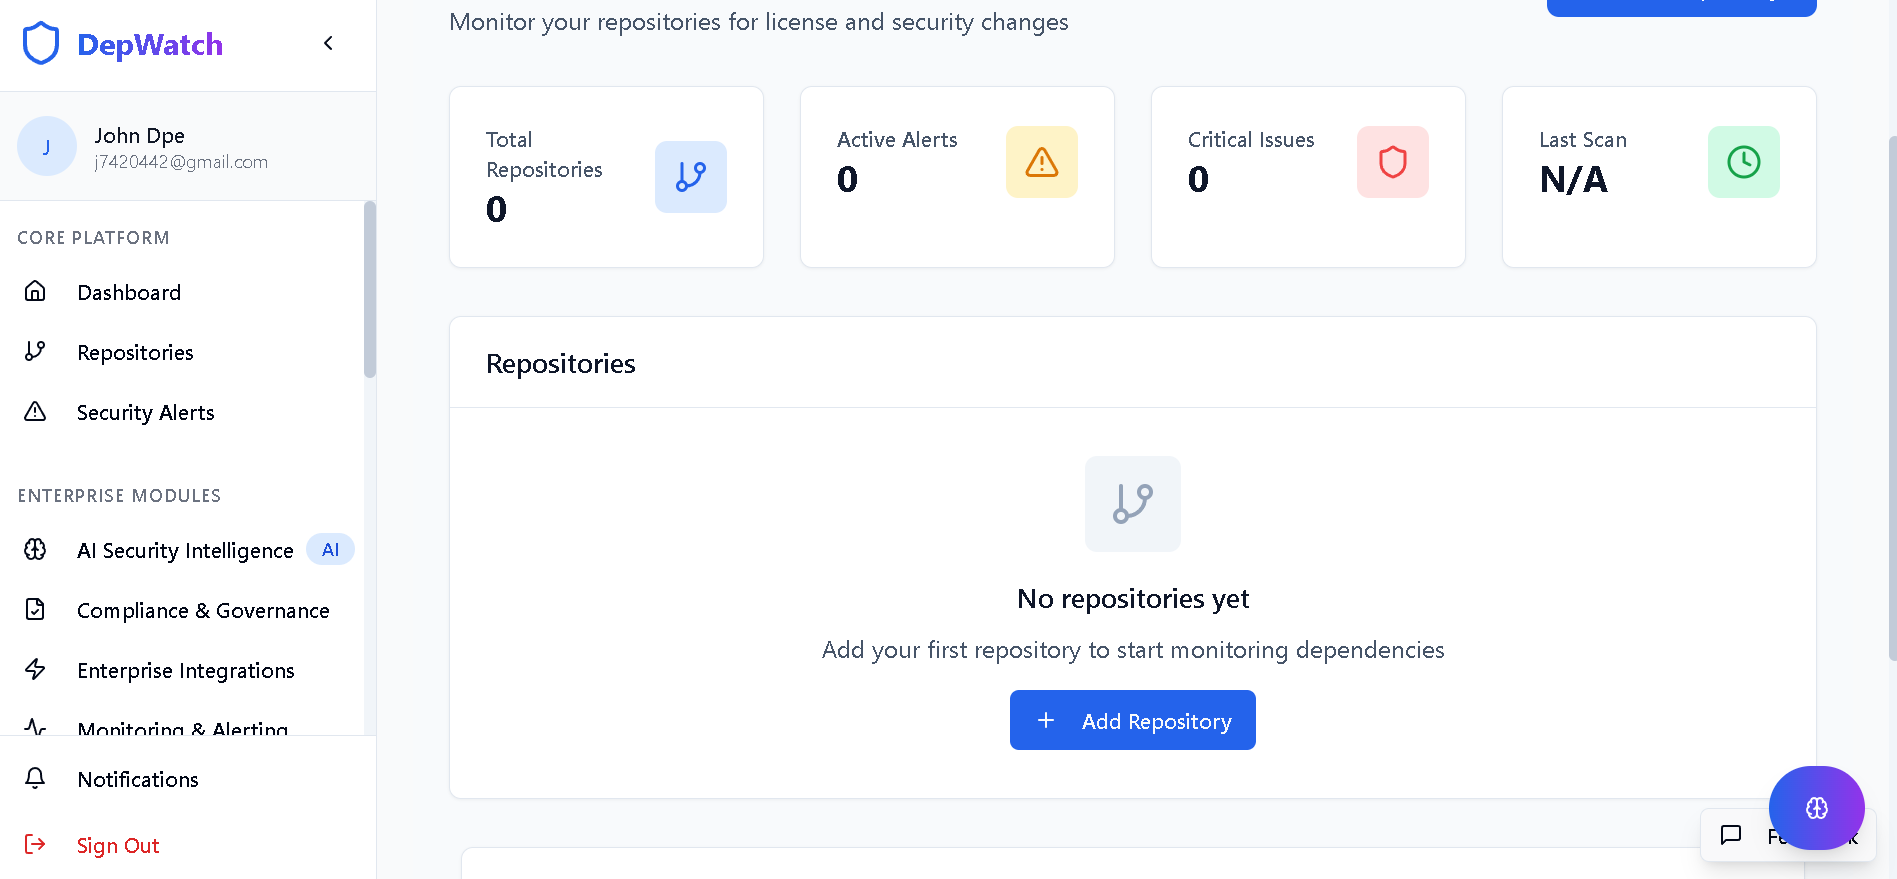 DepWatch
J
John Dpe
j7420442@gmail.com
CORE PLATFORM
Dashboard
Repositories
Security Alerts
ENTERPRISE MODULES
AI Security Intelligence AI
Compliance & Governance
Enterprise Integrations
Monitoring & Alerting
Notifications
Sign Out
Monitor your repositories for license and security changes
Total
Repositories
0
Active Alerts
0
Critical Issues
0
Last Scan
N/A
Repositories
No repositories yet
Add your first repository to start monitoring dependencies
Add Repository